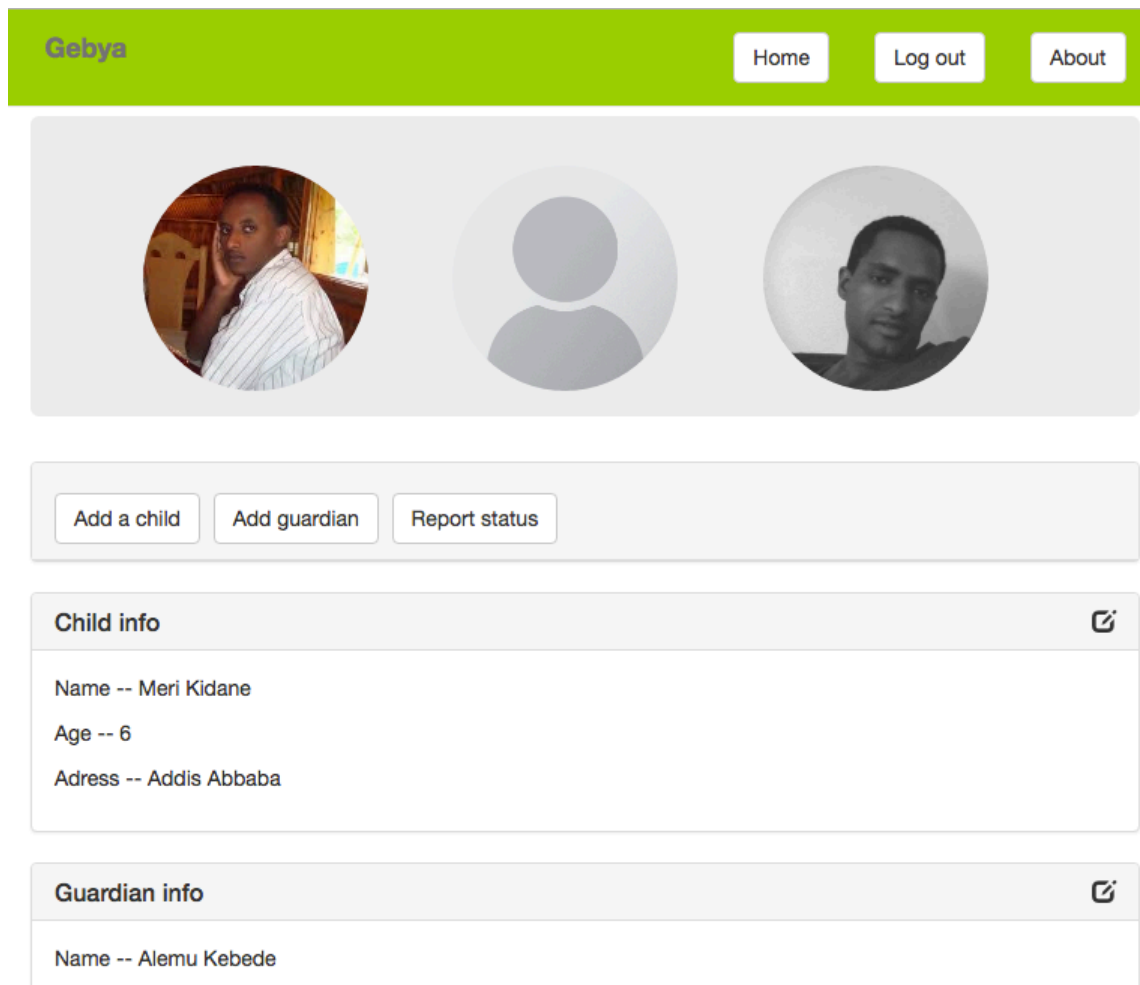 Gebya
Home Log out About
Add a child Add guardian Report status
Child info
Name -- Meri Kidane
Age -- 6
Adress -- Addis Abbaba
Guardian info
Name -- Alemu Kebede